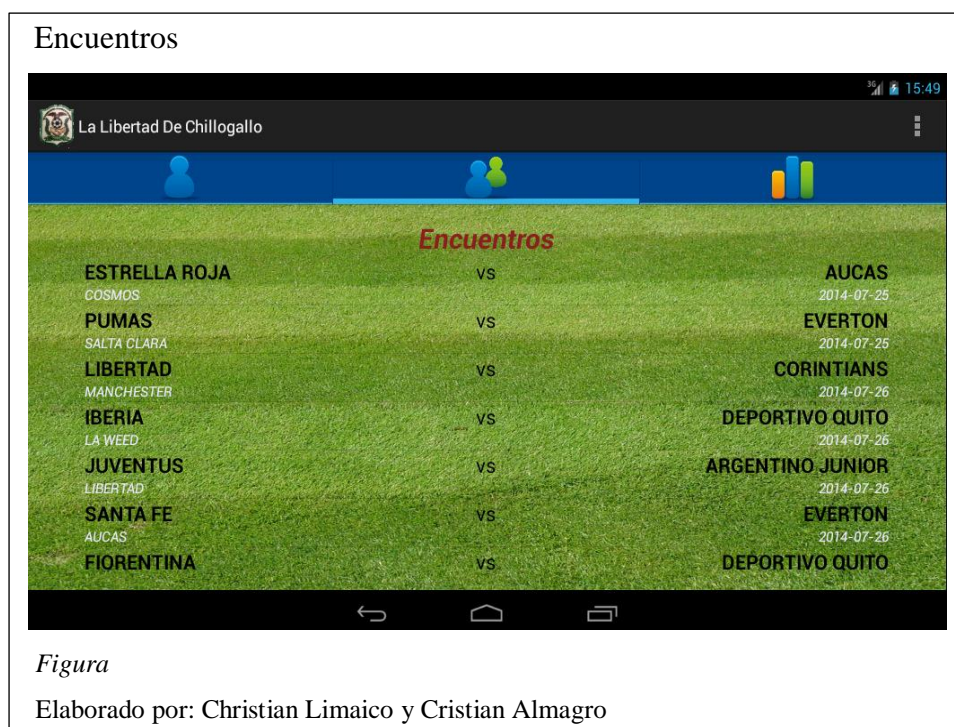 Encuentros
3G 15:49
La Libertad De Chillogallo
Encuentros
ESTRELLA ROJA vs AUCAS
COSMOS 2014-07-25
PUMAS vs EVERTON
SALTA CLARA 2014-07-25
LIBERTAD vs CORINTIANS
MANCHESTER 2014-07-26
IBERIA vs DEPORTIVO QUITO
LA WEED 2014-07-26
JUVENTUS vs ARGENTINO JUNIOR
LIBERTAD 2014-07-26
SANTA FE vs EVERTON
AUCAS 2014-07-26
FIORENTINA vs DEPORTIVO QUITO
Figura
Elaborado por: Christian Limaico y Cristian Almagro